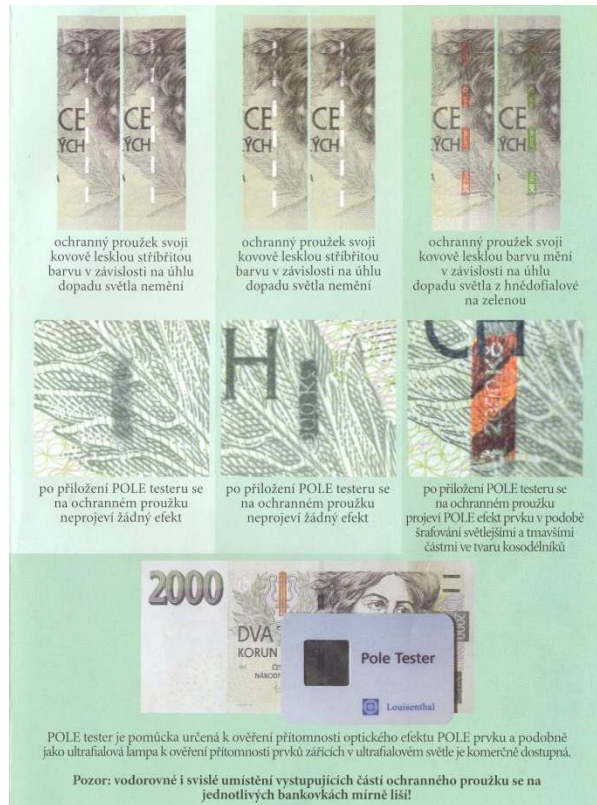 CE CE
ÝCH ÝCH
CE CE
ÝCH ÝCH
CE CE
ÝCH ÝCH
ochranný proužek svoji
kovově lesklou stříbřitou
barvu v závislosti na úhlu
dopadu světla nemění
ochranný proužek svoji
kovově lesklou stříbřitou
barvu v závislosti na úhlu
dopadu světla nemění
ochranný proužek svoji
kovově lesklou barvu mění
v závislosti na úhlu
dopadu světla z hnědofialové
na zelenou
H
po přiložení POLE testeru se
na ochranném proužku
neprojeví žádný efekt
po přiložení POLE testeru se
na ochranném proužku
neprojeví žádný efekt
po přiložení POLE testeru se
na ochranném proužku
projeví POLE efekt prvku v podobě
šrafování světlejšími a tmavšími
částmi ve tvaru kosodélníků
2000
DVA
KORUN
NÁRODN
2000
Pole Tester
Louisenthal
POLE tester je pomůcka určená k ověření přítomnosti optického efektu POLE prvku a podobně
jako ultrafialová lampa k ověření přítomnosti prvků zářících v ultrafialovém světle je komerčně dostupná.
Pozor: vodorovné i svislé umístění vystupujících částí ochranného proužku se na
jednotlivých bankovkách mírně liší!